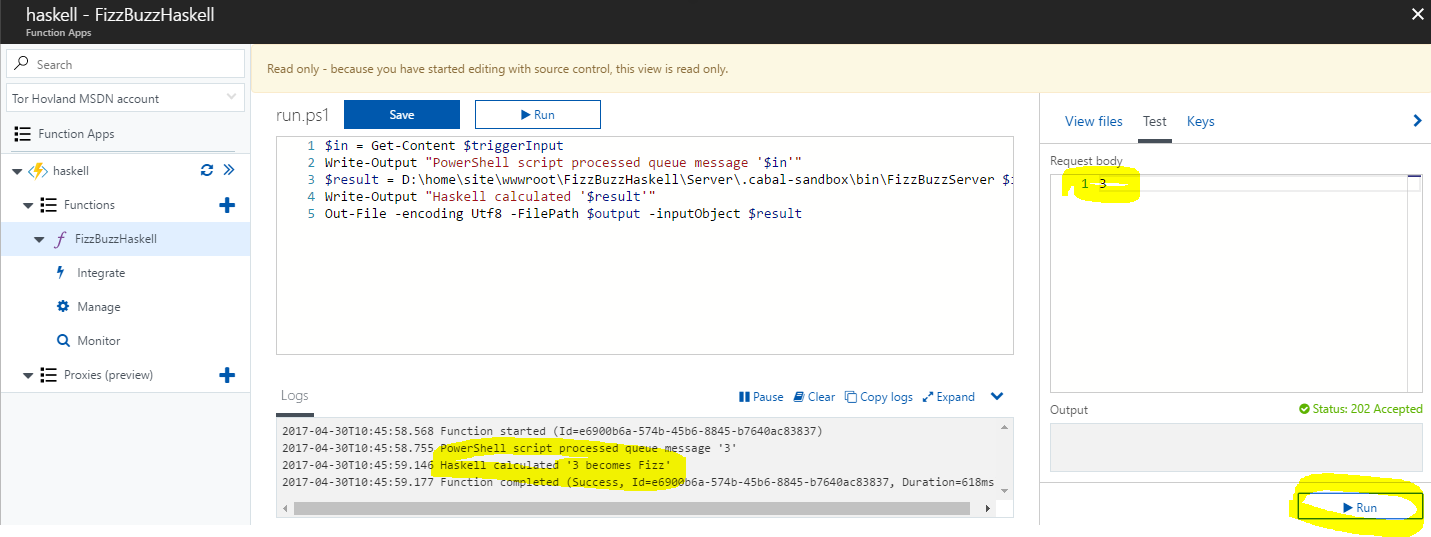 haskell - FizzBuzzHaskell
Function Apps
Search
Tor Hovland MSDN account
Function Apps
haskell
Functions
FizzBuzzHaskell
Integrate
Manage
Monitor
Proxies (preview)
Read only - because you have started editing with source control, this view is read only.
run.ps1 Save Run
1 $in = Get-Content $triggerInput
2 Write-Output "PowerShell script processed queue message '$in'"
3 $result = D:\home\site\wwwroot\FizzBuzzHaskell\Server\.cabal-sandbox\bin\FizzBuzzServer
4 Write-Output "Haskell calculated '$result'"
5 Out-File -encoding Utf8 -FilePath $output -inputObject $result
Logs Pause Clear Copy logs Expand
2017-04-30T10:45:58.568 Function started (Id=e6900b6a-574b-45b6-8845-b7640ac83837)
2017-04-30T10:45:58.755 PowerShell script processed queue message '3'
2017-04-30T10:45:59.146 Haskell calculated '3 becomes Fizz'
2017-04-30T10:45:59.177 Function completed (Success, Id=e6900b6a-574b-45b6-8845-b7640ac83837, Duration=618ms
View files Test Keys
Request body
1 3
Output Status: 202 Accepted
Run